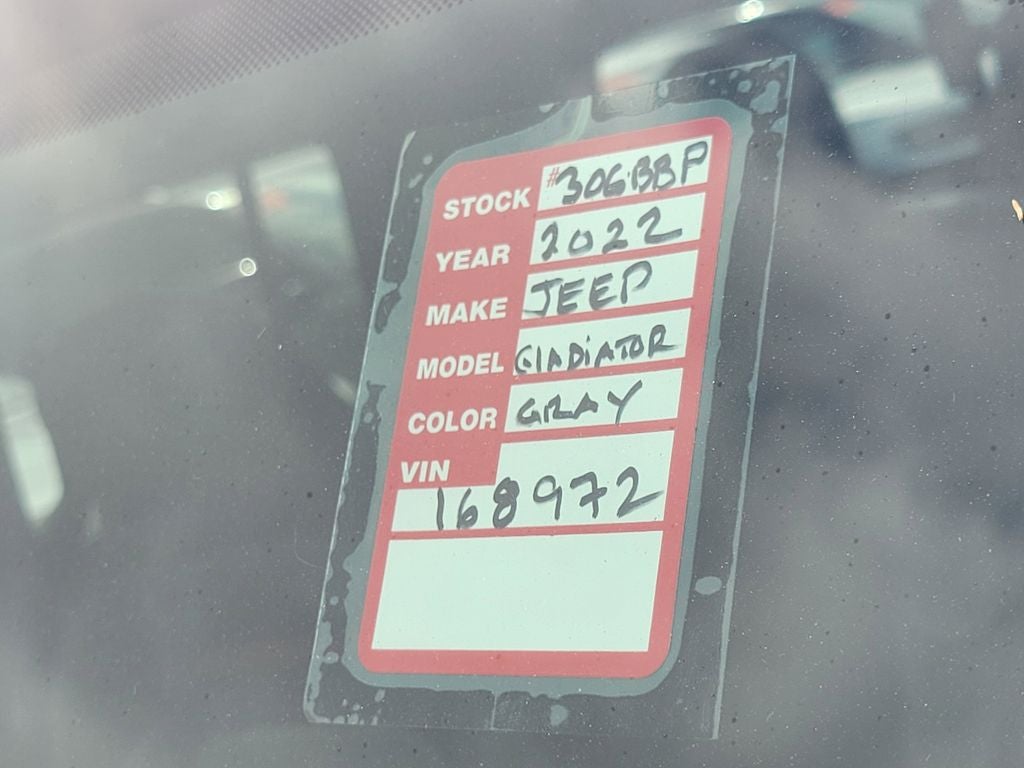 STOCK #306BBP
YEAR 2022
MAKE JEEP
MODEL GlADiATOR
COLOR GRAY
VIN
168972